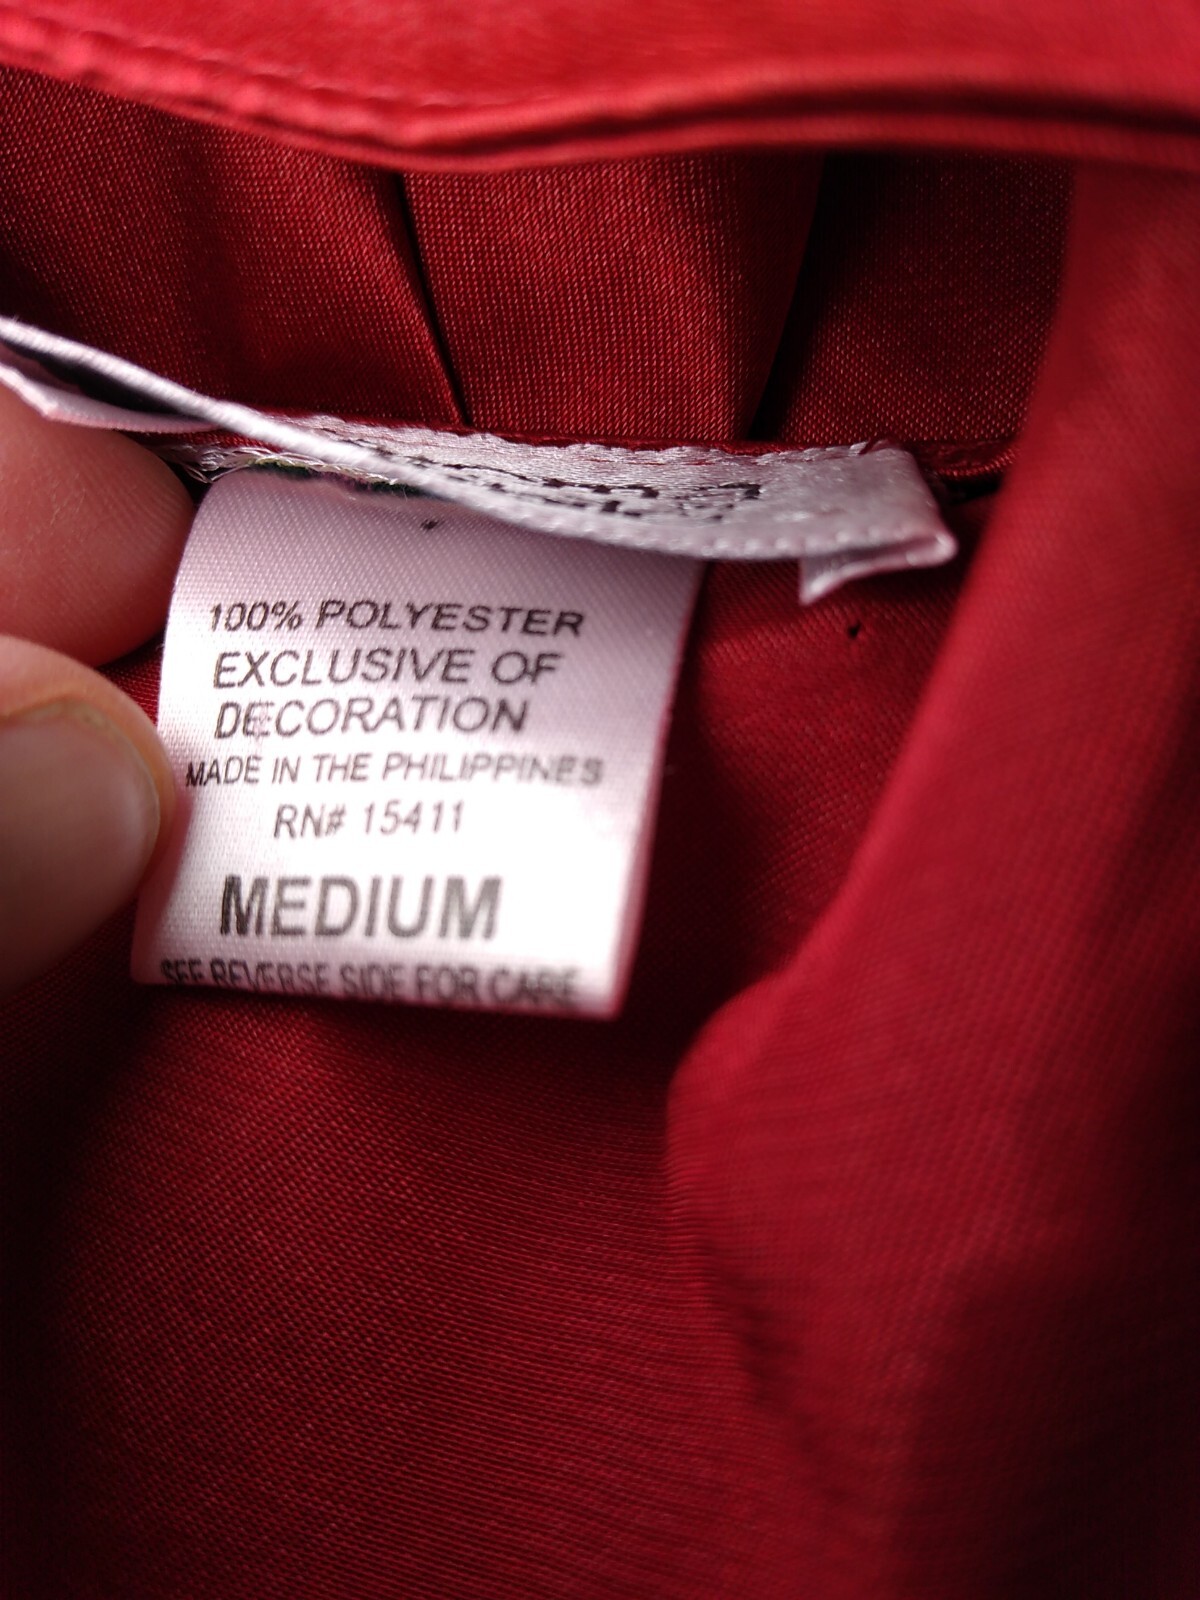 100% POLYESTER
EXCLUSIVE OF
DECORATION
MADE IN THE PHILIPPINES
RN# 15411
MEDIUM
SEE REVERSE SIDE FOR CARE